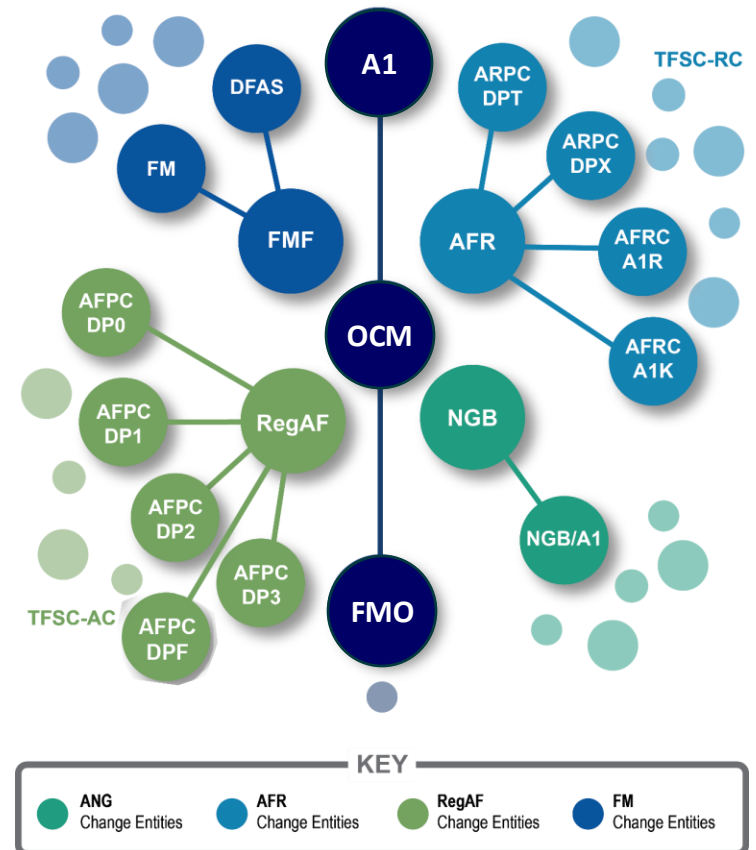 A1
ARPC
DPT
TFSC-RC
DFAS
ARPC
DPX
FM
FMF
AFR
AFRC
A1R
AFPC
DP0
OCM
AFRC
A1K
AFPC
DP1
RegAF
NGB
AFPC
DP2
NGB/A1
AFPC
DP3
FMO
TFSC-AC
AFPC
DPF
KEY
ANG
Change Entities
AFR
Change Entities
RegAF
Change Entities
FM
Change Entities